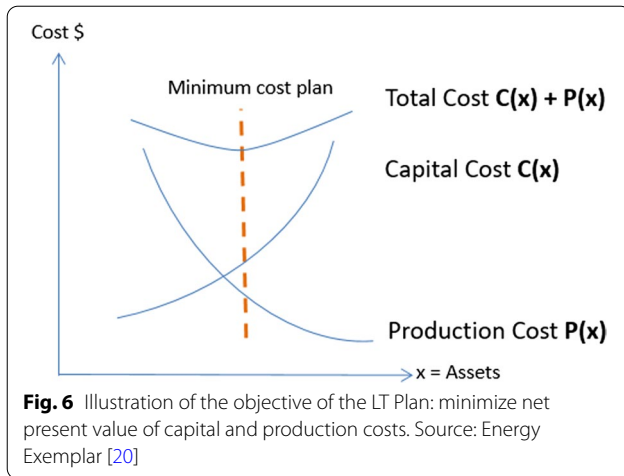 Cost $
Minimum cost plan
Total Cost C(x) + P(x)
Capital Cost C(x)
Production Cost P(x)
x = Assets
Fig. 6 Illustration of the objective of the LT Plan: minimize net
present value of capital and production costs. Source: Energy
Exemplar [20]